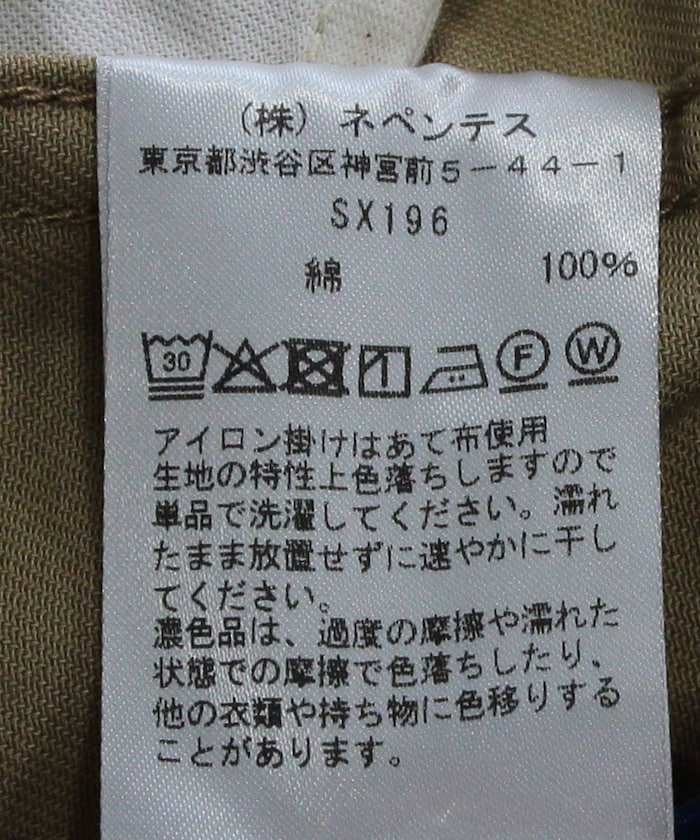 (株) ネペンテス
東京都渋谷区神宮前5-44-1
SX196
綿 100%
30 F W
アイロン掛けはあて布使用
生地の特性上色落ちしますので
単品で洗濯してください。濡れ
たまま放置せずに速やかに干し
てください。
濃色品は、過度の摩擦や濡れた
状態での摩擦で色落ちしたり、
他の衣類や持ち物に色移りする
ことがあります。